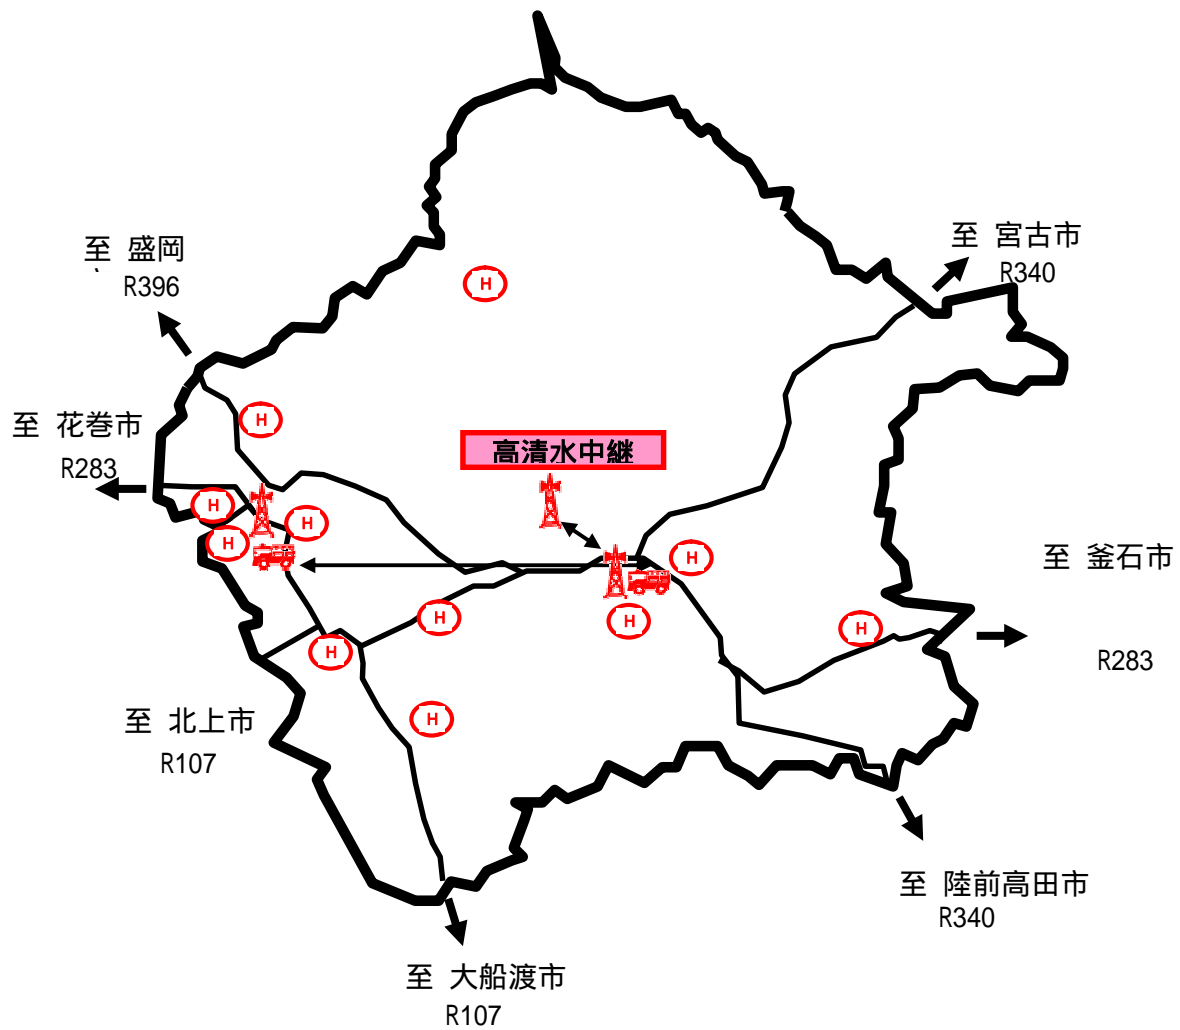 至 盛岡
R396
至 宮古市
R340
H
至 花巻市
R283
H
高清水中継
H
H
H
H
至 釜石市
R283
H
H
H
H
至 北上市
R107
H
至 陸前高田市
R340
至 大船渡市
R107